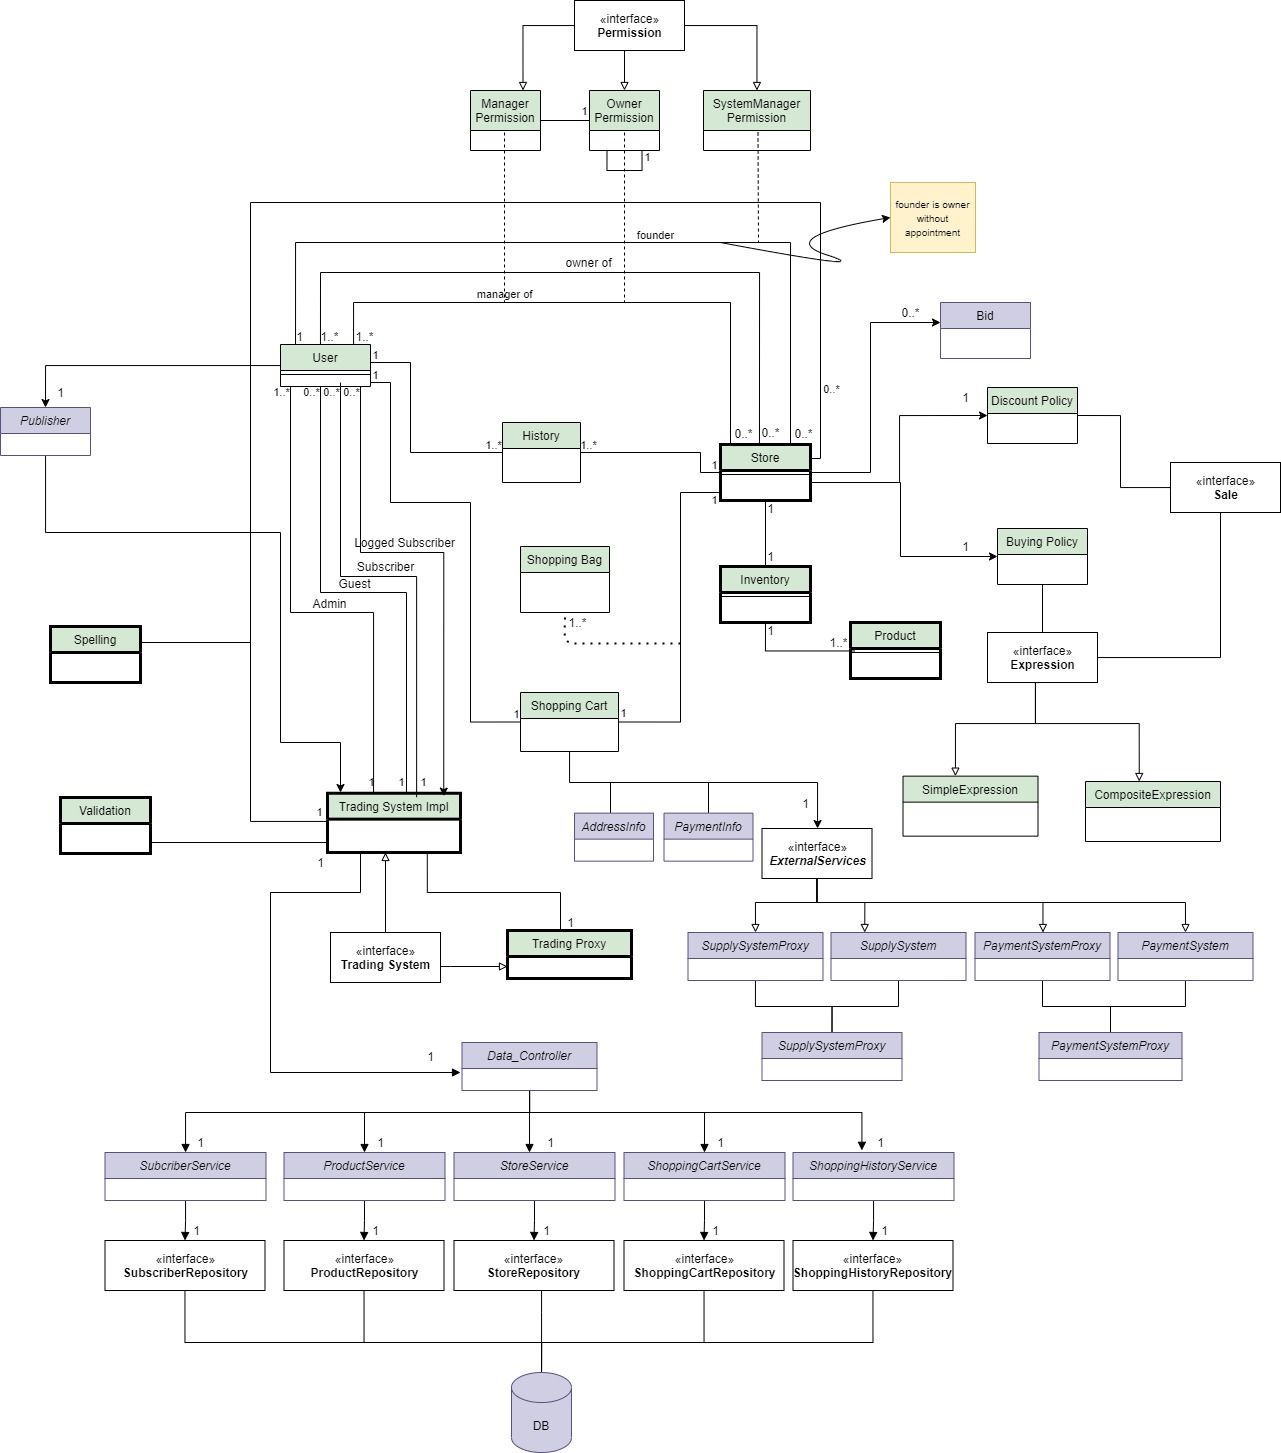 «interface»
Permission
Manager
Permission
1
Owner
Permission
SystemManager
Permission
1
founder is owner
without
appointment
founder
owner of
manager of
1
1..*
1..*
0..*
Bid
User
1
1
1..*
0..*
0..*
0..*
0..*
1
Publisher
1
Discount Policy
History
1..*
1..*
0..*
0..*
0..*
Store
1
1
1
«interface»
Sale
Logged Subscriber
Subscriber
Guest
Admin
Shopping Bag
1..*
1
Inventory
1
1
Buying Policy
1..*
Product
Spelling
«interface»
Expression
Shopping Cart
1
1
SimpleExpression
CompositeExpression
1
1
1
Trading System Impl
1
1
Validation
AddressInfo
PaymentInfo
1
«interface»
ExternalServices
«interface»
Trading System
1
Trading Proxy
SupplySystemProxy
SupplySystem
PaymentSystemProxy
PaymentSystem
SupplySystemProxy
PaymentSystemProxy
1
Data_Controller
1
1
1
1
1
SubcriberService
ProductService
StoreService
ShoppingCartService
ShoppingHistoryService
1
1
1
1
1
«interface»
SubscriberRepository
«interface»
ProductRepository
«interface»
StoreRepository
«interface»
ShoppingCartRepository
«interface»
ShoppingHistoryRepository
DB